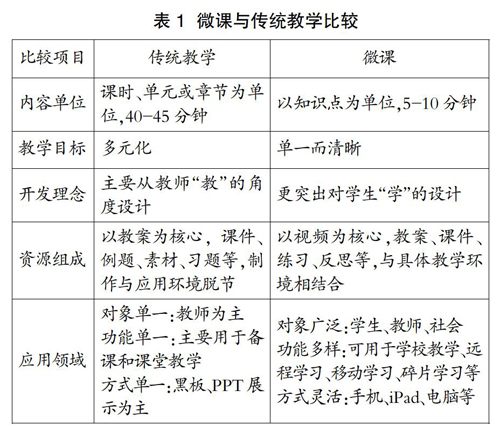 表 1 微课与传统教学比较
比较项目 传统教学 微课
内容单位
课时、单元或章节为单
位,40-45 分钟
以知识点为单位,5-10 分钟
教学目标 多元化 单一而清晰
开发理念
主要从教师“教”的角
度设计
更突出对学生“学”的设计
资源组成
以教案为核心, 课件、
例题、素材、习题等,制
作与应用环境脱节
以视频为核心,教案、课件、
练习、反思等,与具体教学环
境相结合
应用领域
对象单一:教师为主
功能单一:主要用于备
课和课堂教学
方式单一:黑板、PPT 展
示为主
对象广泛:学生、教师、社会
功能多样:可用于学校教学、远
程学习、移动学习、碎片学习等
方式灵活:手机、iPad、电脑等